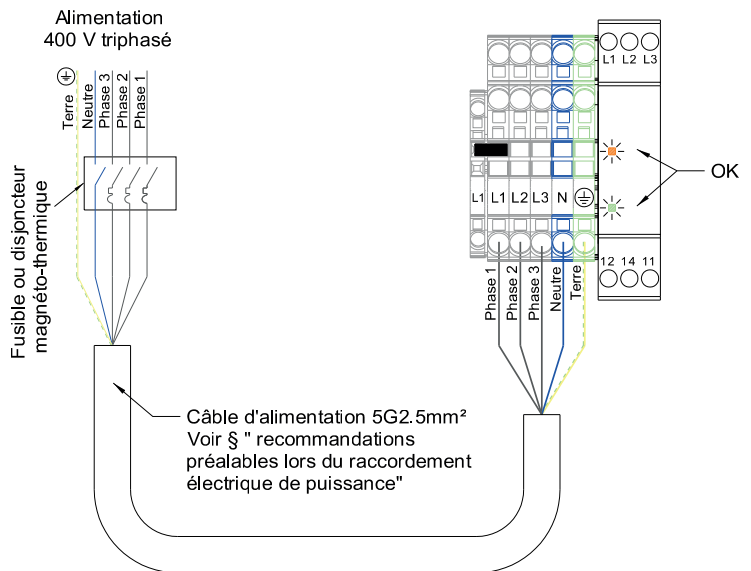 Alimentation
400 V triphasé
Terre
Neutre
Phase 3
Phase 2
Phase 1
Fusible ou disjoncteur
magnéto-thermique
L1 L2 L3
OK
L1 L1 L2 L3 N
12 14 11
Phase 1
Phase 2
Phase 3
Neutre
Terre
Câble d'alimentation 5G2.5mm²
Voir § " recommandations
préalables lors du raccordement
électrique de puissance"